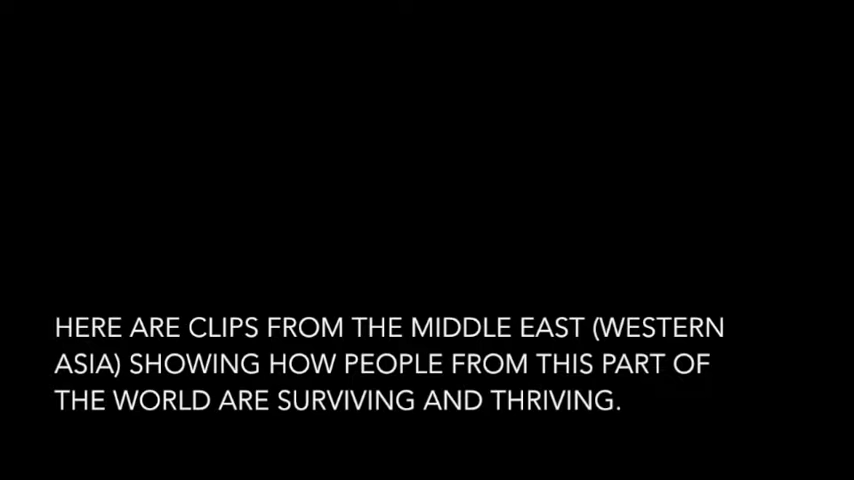 HERE ARE CLIPS FROM THE MIDDLE EAST (WESTERN
ASIA) SHOWING HOW PEOPLE FROM THIS PART OF
THE WORLD ARE SURVIVING AND THRIVING.